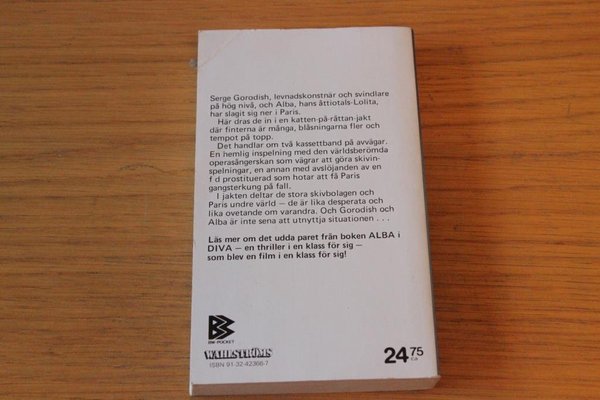 Serge Gorodish, levnadskonstnär och svindlare
på hög nivå, och Alba, hans åttiotals-Lolita,
har slagit sig ner i Paris.
Här dras de in i en katten-på-råttan-jakt
där finterna är många, blåsningarna fler och
tempot på topp.
Det handlar om två kassettband på avvägar.
En hemlig inspelning med den världsberömda
operasångerskan som vägrar att göra skivin-
spelningar, en annan med avslöjanden av en
f d prostituerad som hotar att få Paris
gangsterkung på fall.
I jakten deltar de stora skivbolagen och
Paris undre värld — de är lika desperata och
lika ovetande om varandra. Och Gorodish och
Alba är inte sena att utnyttja situationen . . .
Läs mer om det udda paret från boken ALBA i
DIVA — en thriller i en klass för sig —
som blev en film i en klass för sig!
BW-POCKET
WAHLSTRÖMS
ISBN 91-32-42366-7
24 75
ca